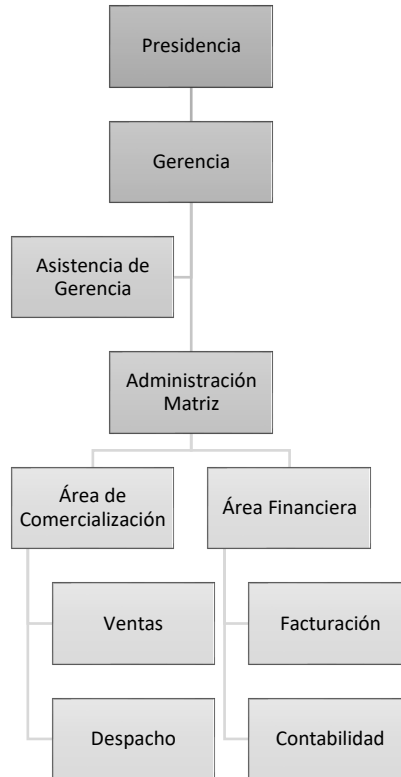 Presidencia
Gerencia
Asistencia de
Gerencia
Administración
Matriz
Área de
Comercialización
Área Financiera
Ventas
Facturación
Despacho
Contabilidad